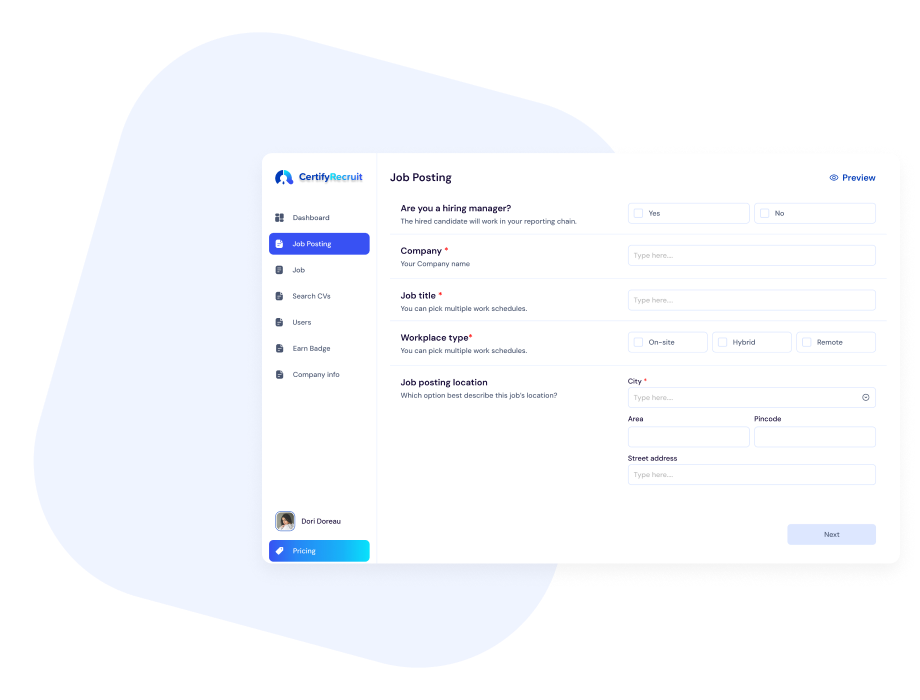 CertifyRecruit
Dashboard
Job Posting
Job
Search CVs
Users
Earn Badge
Company info
Dori Doreau
Pricing
Job Posting
Preview
Are you a hiring manager?
The hired candidate will work in your reporting chain.
Yes
No
Company *
Your Company name
Type here....
Job title *
You can pick multiple work schedules.
Type here....
Workplace type*
You can pick multiple work schedules.
On-site
Hybrid
Remote
Job posting location
Which option best describe this job's location?
City *
Type here....
Area
Pincode
Street address
Type here....
Next